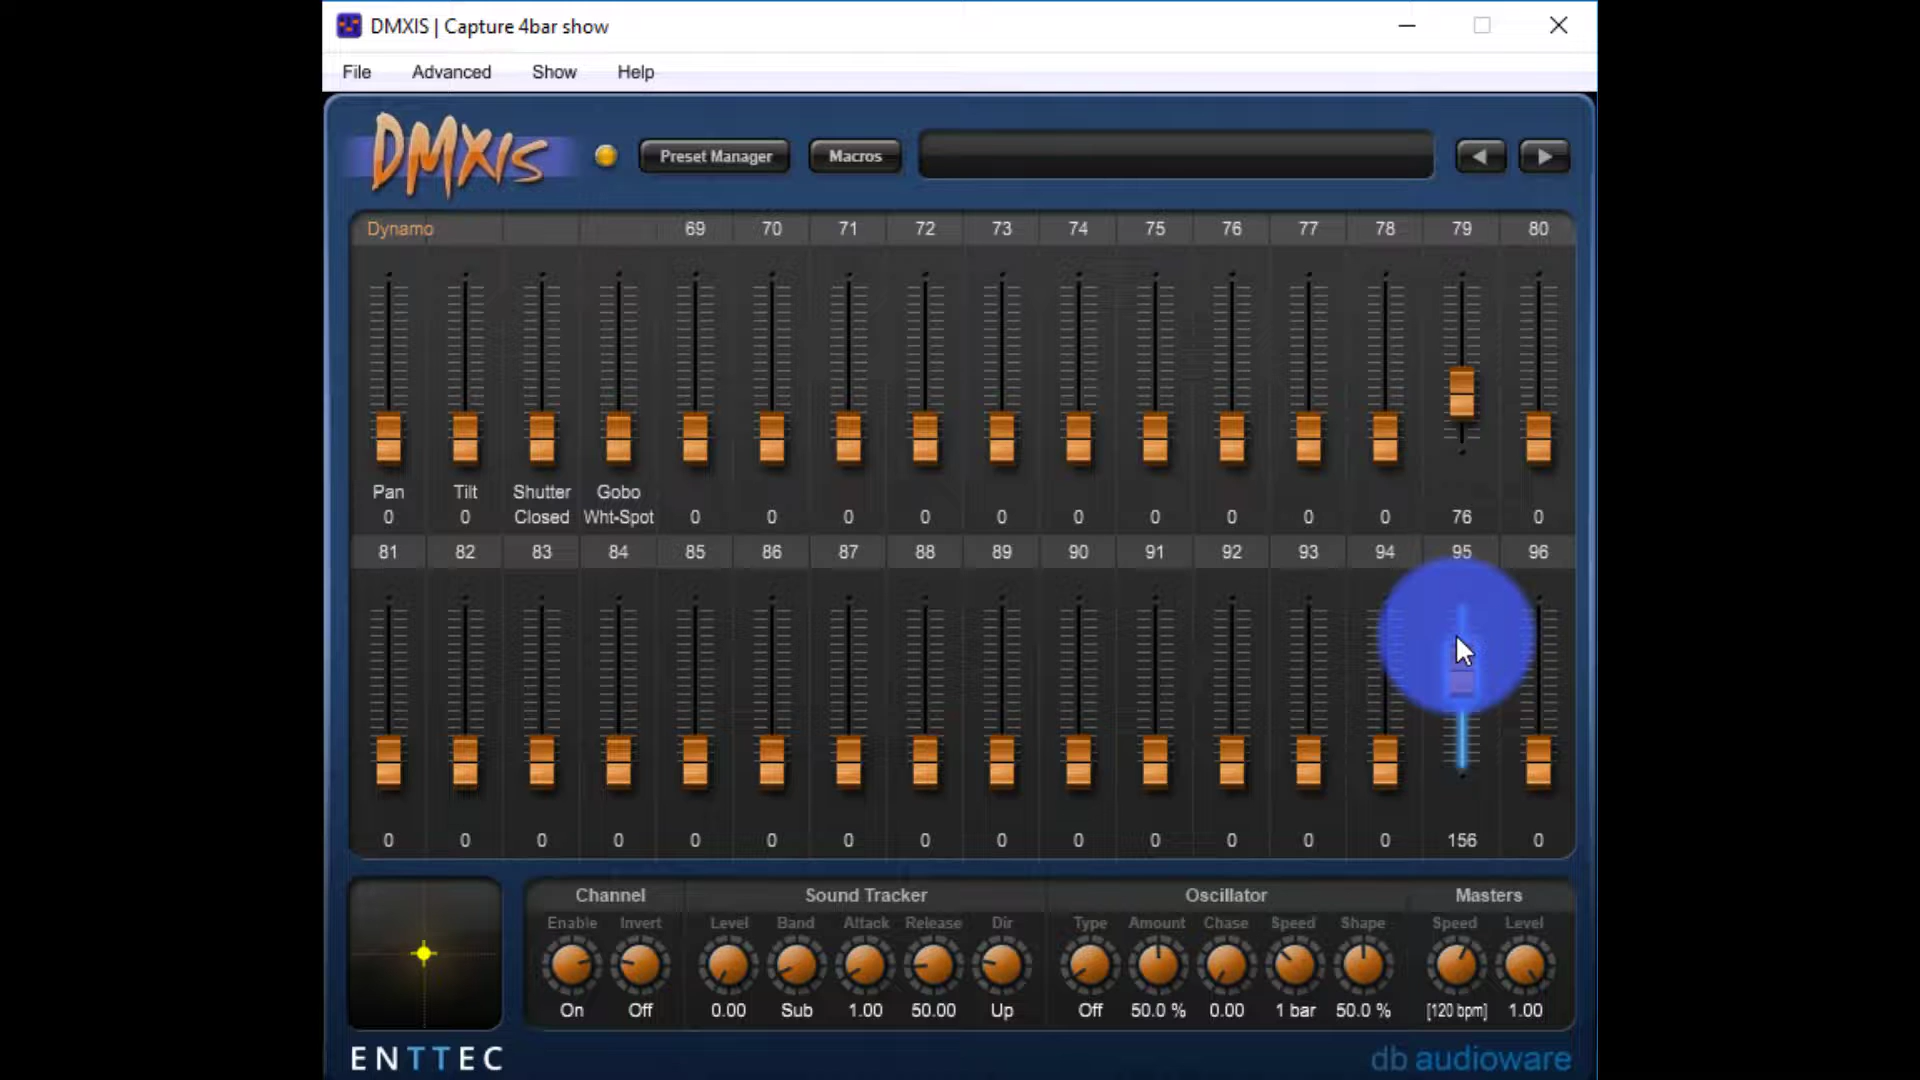 DMXIS | Capture 4bar show
File Advanced Show Help
DMXIS Preset Manager Macros
Dynamo 69 70 71 72 73 74 75 76 77 78 79 80
Pan Tilt Shutter Gobo
0 0 Closed Wht-Spot 0 0 0 0 0 0 0 0 0 0 76 0
81 82 83 84 85 86 87 88 89 90 91 92 93 94 95 96
0 0 0 0 0 0 0 0 0 0 0 0 0 0 156 0
Channel Sound Tracker Oscillator Masters
Enable Invert Level Band Attack Release Dir Type Amount Chase Speed Shape Speed Level
On Off 0.00 Sub 1.00 50.00 Up Off 50.0 % 0.00 1 bar 50.0 % [120 bpm] 1.00
ENTTEC db audioware